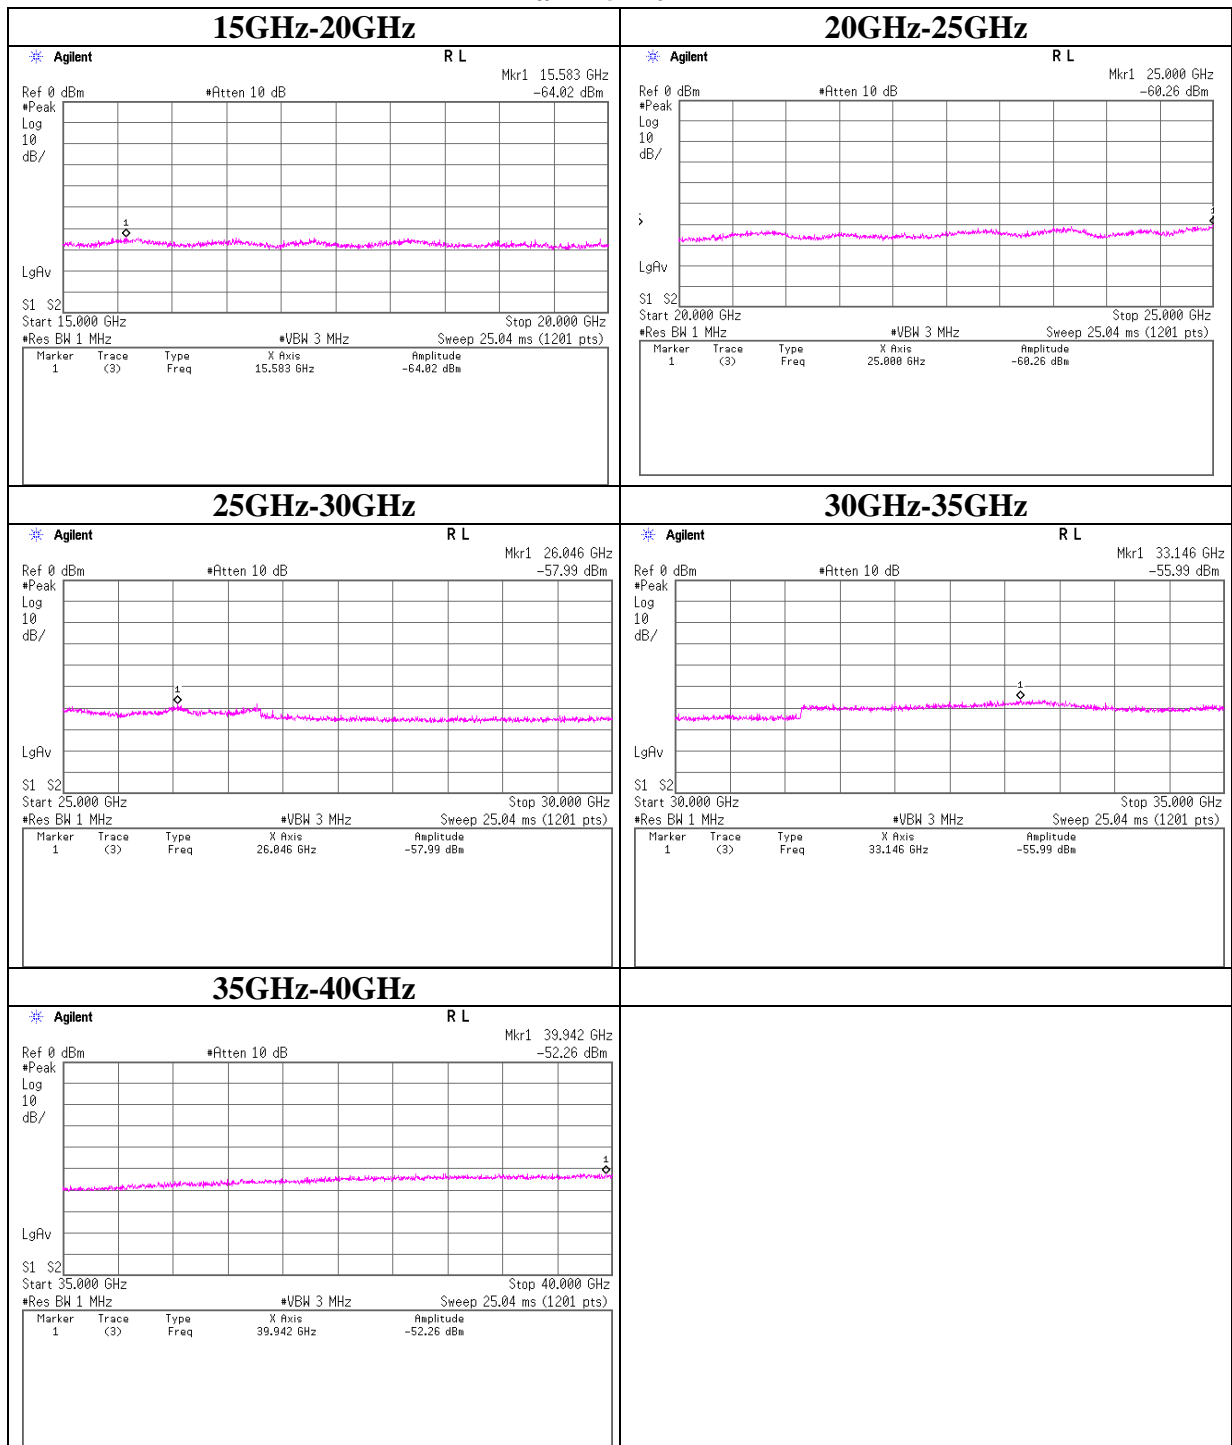 15GHz-20GHz
Agilent
R L
Mkr1 15.583 GHz
Ref 0 dBm #Atten 10 dB -64.02 dBm
#Peak
Log
10
dB/
1
LgAv
S1 S2
Start 15.000 GHz Stop 20.000 GHz
#Res BW 1 MHz #VBW 3 MHz Sweep 25.04 ms (1201 pts)
Marker Trace Type X Axis Amplitude
1 (3) Freq 15.583 GHz -64.02 dBm
20GHz-25GHz
Agilent
R L
Mkr1 25.000 GHz
Ref 0 dBm #Atten 10 dB -60.26 dBm
#Peak
Log
10
dB/
LgAv
S1 S2
Start 20.000 GHz Stop 25.000 GHz
#Res BW 1 MHz #VBW 3 MHz Sweep 25.04 ms (1201 pts)
Marker Trace Type X Axis Amplitude
1 (3) Freq 25.000 GHz -60.26 dBm
25GHz-30GHz
Agilent
R L
Mkr1 26.046 GHz
Ref 0 dBm #Atten 10 dB -57.99 dBm
#Peak
Log
10
dB/
1
LgAv
S1 S2
Start 25.000 GHz Stop 30.000 GHz
#Res BW 1 MHz #VBW 3 MHz Sweep 25.04 ms (1201 pts)
Marker Trace Type X Axis Amplitude
1 (3) Freq 26.046 GHz -57.99 dBm
30GHz-35GHz
Agilent
R L
Mkr1 33.146 GHz
Ref 0 dBm #Atten 10 dB -55.99 dBm
#Peak
Log
10
dB/
1
LgAv
S1 S2
Start 30.000 GHz Stop 35.000 GHz
#Res BW 1 MHz #VBW 3 MHz Sweep 25.04 ms (1201 pts)
Marker Trace Type X Axis Amplitude
1 (3) Freq 33.146 GHz -55.99 dBm
35GHz-40GHz
Agilent
R L
Mkr1 39.942 GHz
Ref 0 dBm #Atten 10 dB -52.26 dBm
#Peak
Log
10
dB/
1
LgAv
S1 S2
Start 35.000 GHz Stop 40.000 GHz
#Res BW 1 MHz #VBW 3 MHz Sweep 25.04 ms (1201 pts)
Marker Trace Type X Axis Amplitude
1 (3) Freq 39.942 GHz -52.26 dBm